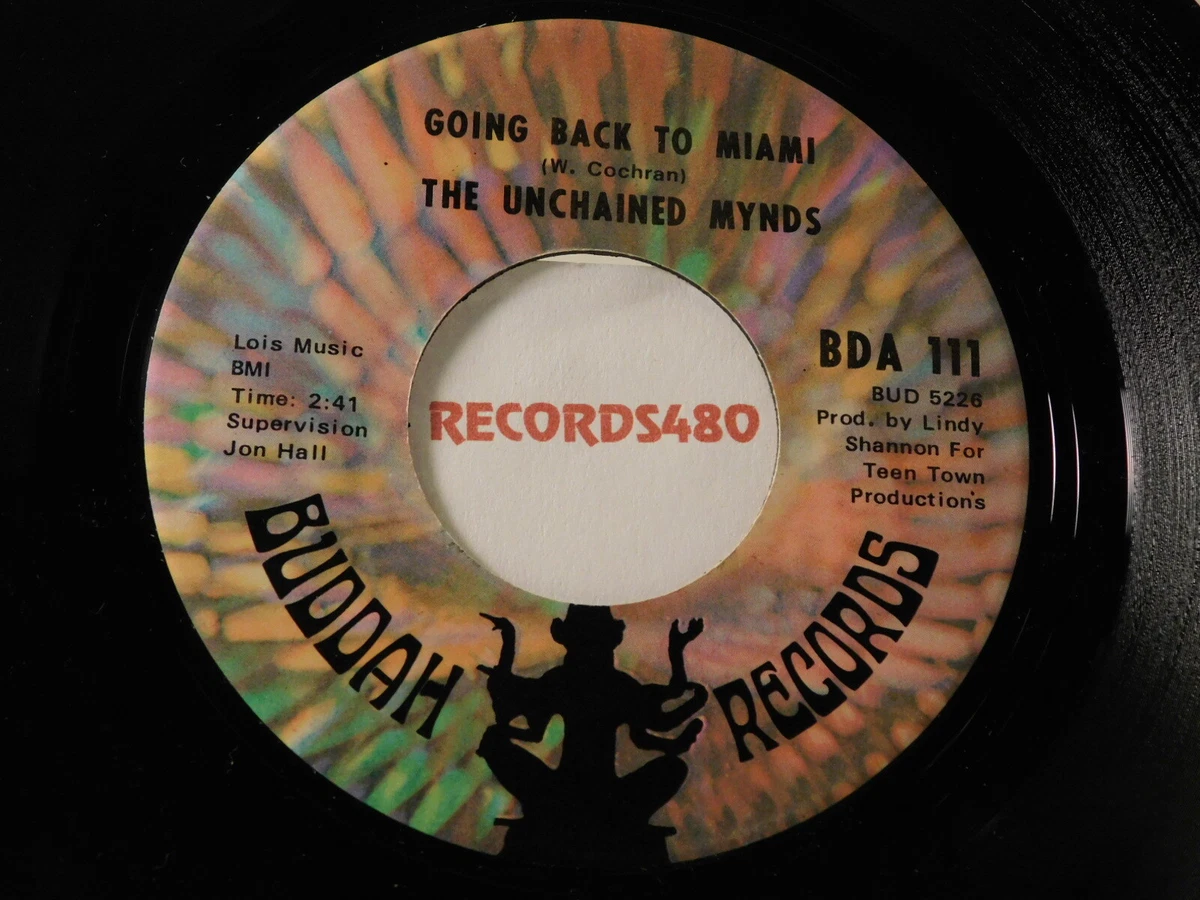 GOING BACK TO MIAMI
(W. Cochran)
THE UNCHAINED MYNDS
Lois Music
BMI
Time: 2:41
Supervision
Jon Hall
BDA 111
BUD 5226
Prod. by Lindy
Shannon For
Teen Town
Production's
RECORDS480
BUDDAH RECORDS